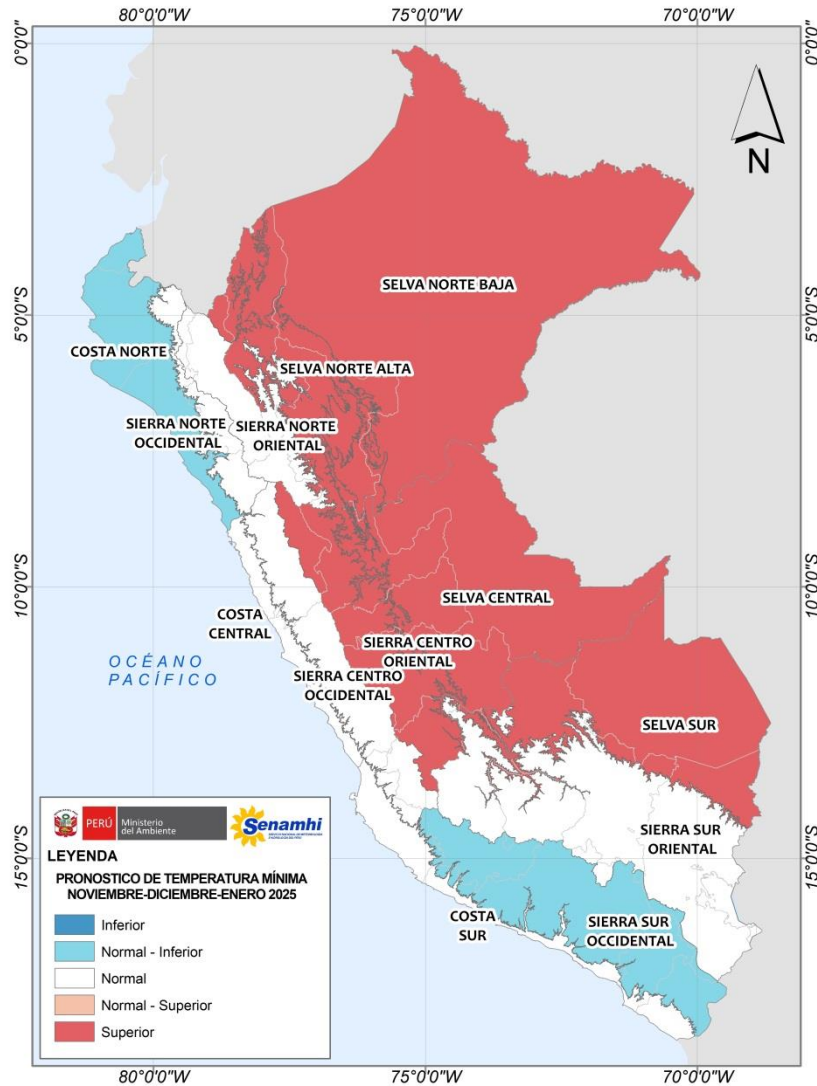 80°0'0"W
75°0'0"W
70°0'0"W
0°0'0"
0°0'0"
N
SELVA NORTE BAJA
5°0'0"S
5°0'0"S
COSTA NORTE
SELVA NORTE ALTA
SIERRA NORTE
OCCIDENTAL
SIERRA NORTE
ORIENTAL
10°0'0"S
10°0'0"S
SELVA CENTRAL
COSTA
CENTRAL
SIERRA CENTRO
ORIENTAL
OCÉANO
PACÍFICO
SIERRA CENTRO
OCCIDENTAL
SELVA SUR
PERÚ
Ministerio
del Ambiente
Senamhi
SIERRA SUR
ORIENTAL
15°0'0"S
15°0'0"S
COSTA
SUR
SIERRA SUR
OCCIDENTAL
LEYENDA
PRONOSTICO DE TEMPERATURA MÍNIMA
NOVIEMBRE-DICIEMBRE-ENERO 2025
Inferior
Normal - Inferior
Normal
Normal - Superior
Superior
80°0'0"W
75°0'0"W
70°0'0"W